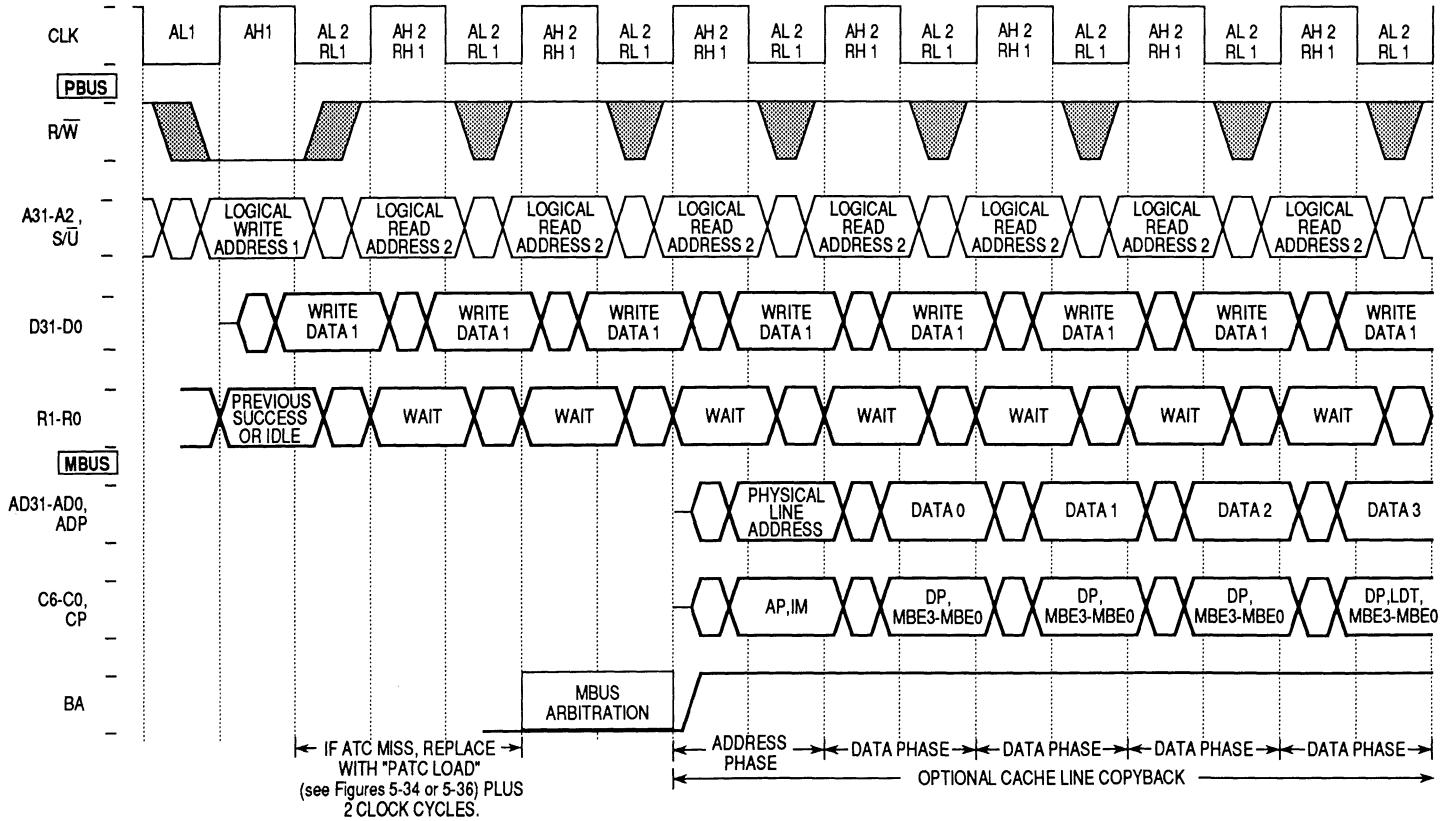 CLK
AL1
AH1
AL 2
RL1
AH 2
RH 1
AL 2
RL 1
AH 2
RH 1
AL 2
RL 1
AH 2
RH 1
AL 2
RL 1
AH 2
RH 1
AL 2
RL 1
AH 2
RH 1
AL 2
RL 1
AH 2
RH 1
AL 2
RL 1
AH 2
RH 1
AL 2
RL 1
PBUS
R/W
A31-A2 ,
S/U
LOGICAL
WRITE
ADDRESS 1
LOGICAL
READ
ADDRESS 2
LOGICAL
READ
ADDRESS 2
LOGICAL
READ
ADDRESS 2
LOGICAL
READ
ADDRESS 2
LOGICAL
READ
ADDRESS 2
LOGICAL
READ
ADDRESS 2
LOGICAL
READ
ADDRESS 2
D31-D0
WRITE
DATA 1
WRITE
DATA 1
WRITE
DATA 1
WRITE
DATA 1
WRITE
DATA 1
WRITE
DATA 1
WRITE
DATA 1
WRITE
DATA 1
R1-R0
PREVIOUS
SUCCESS
OR IDLE
WAIT
WAIT
WAIT
WAIT
WAIT
WAIT
WAIT
MBUS
AD31-AD0,
ADP
PHYSICAL
LINE
ADDRESS
DATA 0
DATA 1
DATA 2
DATA 3
C6-C0,
CP
AP,IM
DP,
MBE3-MBE0
DP,
MBE3-MBE0
DP,
MBE3-MBE0
DP,LDT,
MBE3-MBE0
BA
MBUS
ARBITRATION
IF ATC MISS, REPLACE
WITH "PATC LOAD"
(see Figures 5-34 or 5-36) PLUS
2 CLOCK CYCLES.
ADDRESS
PHASE
DATA PHASE
DATA PHASE
DATA PHASE
DATA PHASE
OPTIONAL CACHE LINE COPYBACK